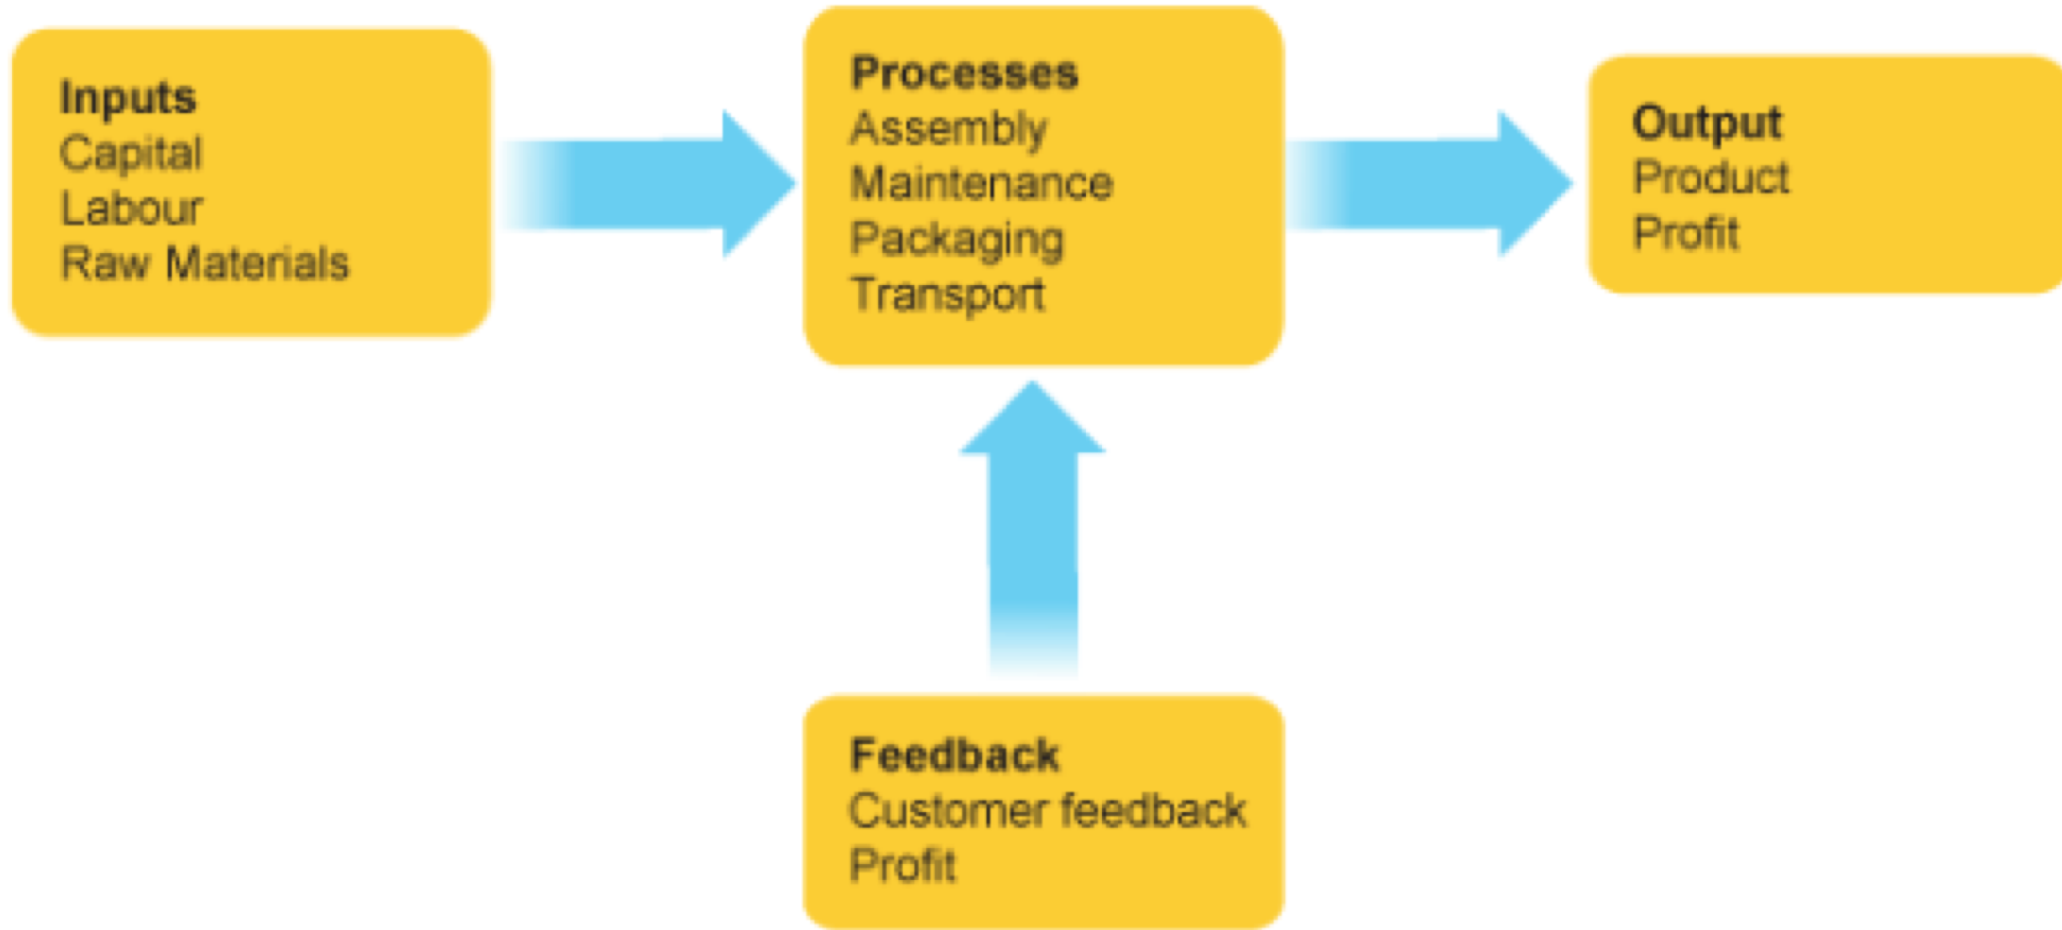 Inputs
Capital
Labour
Raw Materials
Processes
Assembly
Maintenance
Packaging
Transport
Output
Product
Profit
Feedback
Customer feedback
Profit